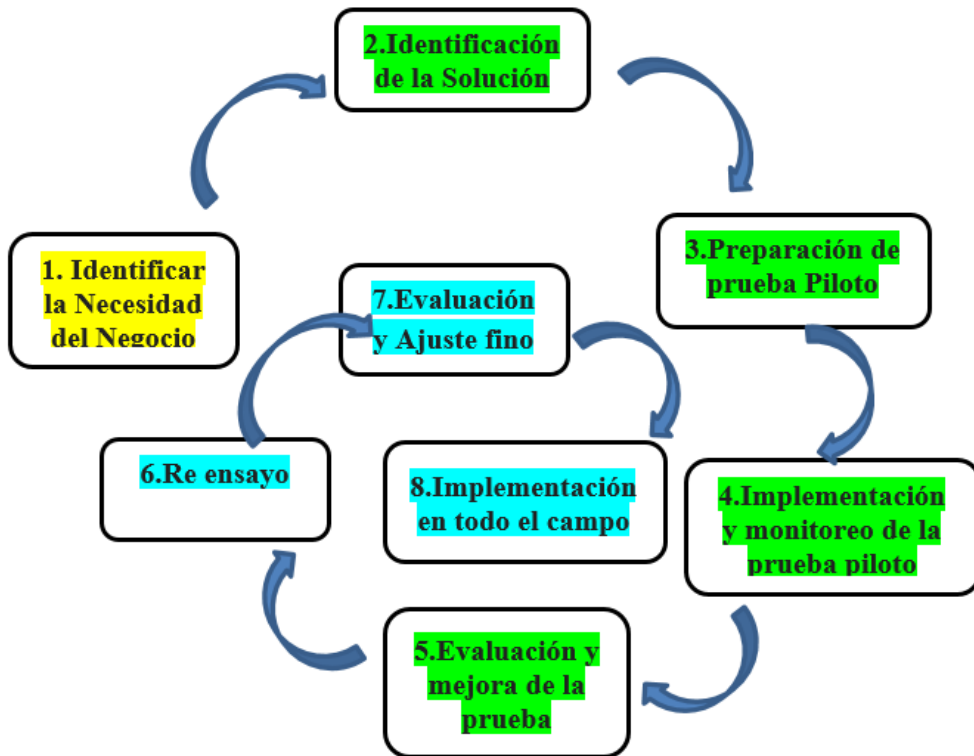 2.Identificación
de la Solución
1. Identificar
la Necesidad
del Negocio
3.Preparación de
prueba Piloto
7.Evaluación
y Ajuste fino
6.Re ensayo
8.Implementación
en todo el campo
4.Implementación
y monitoreo de la
prueba piloto
5.Evaluación y
mejora de la
prueba